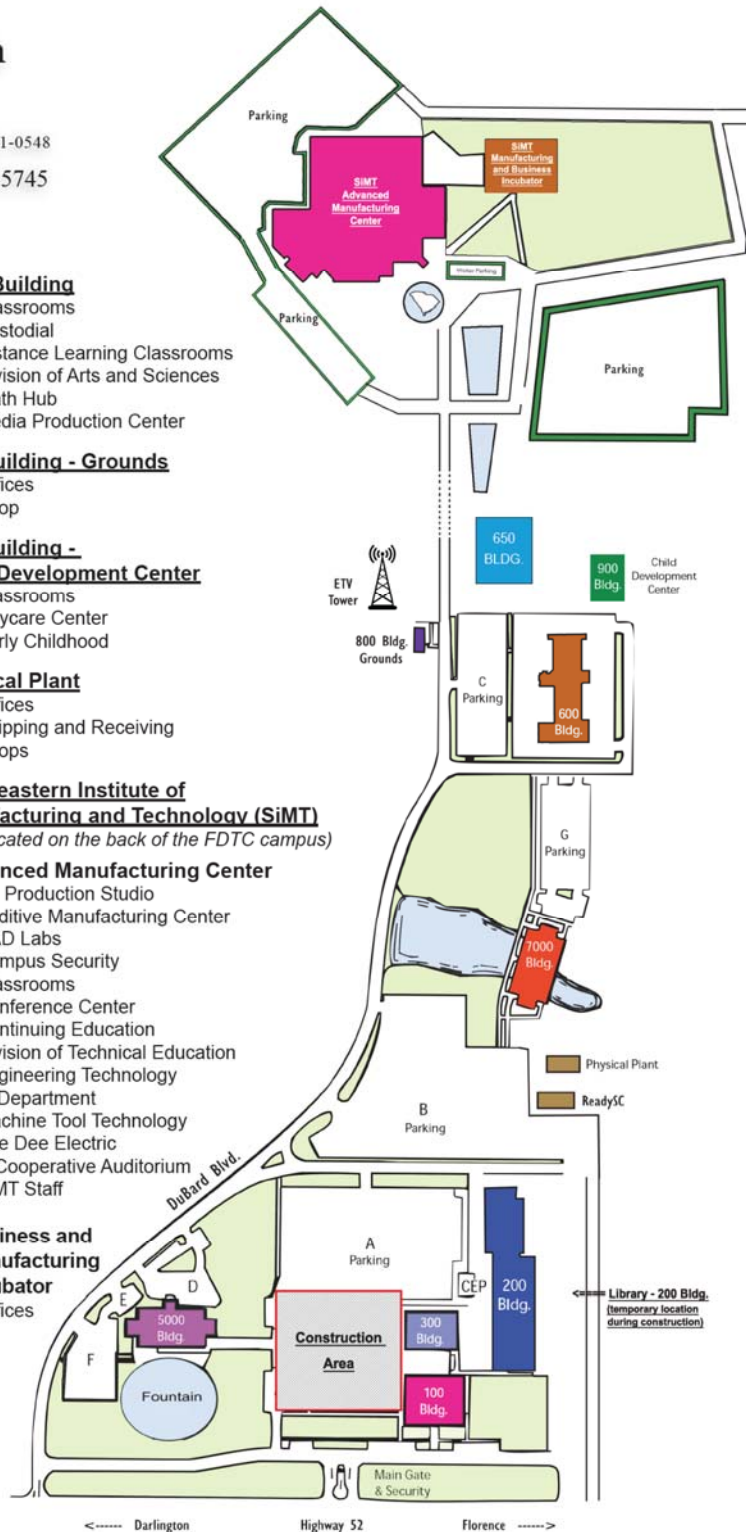 1-0548
5745
Building
assrooms
stodial
stance Learning Classrooms
vision of Arts and Sciences
ath Hub
edia Production Center
uilding - Grounds
fices
op
uilding -
Development Center
assrooms
ycare Center
rly Childhood
cal Plant
fices
ipping and Receiving
ops
eastern Institute of
facturing and Technology (SiMT)
cated on the back of the FDTC campus)
nced Manufacturing Center
Production Studio
ditive Manufacturing Center
AD Labs
mpus Security
assrooms
nference Center
ntinuing Education
vision of Technical Education
gineering Technology
Department
achine Tool Technology
e Dee Electric
Cooperative Auditorium
MT Staff
iness and
nufacturing
ubator
fices
Parking
SiMT
Advanced
Manufacturing
Center
SiMT
Manufacturing
and Business
Incubator
Visitor Parking
Parking
Parking
650
BLDG.
900
Bldg.
Child
Development
Center
ETV
Tower
800 Bldg.
Grounds
C
Parking
600
Bldg.
G
Parking
7000
Bldg.
Physical Plant
ReadySC
B
Parking
DuBard Blvd.
A
Parking
CEP
200
Bldg.
<==== Library - 200 Bldg.
(temporary location
during construction)
D
E
F
5000
Bldg.
Construction
Area
300
Bldg.
100
Bldg.
Fountain
Main Gate
& Security
<------ Darlington
Highway 52
Florence ----->